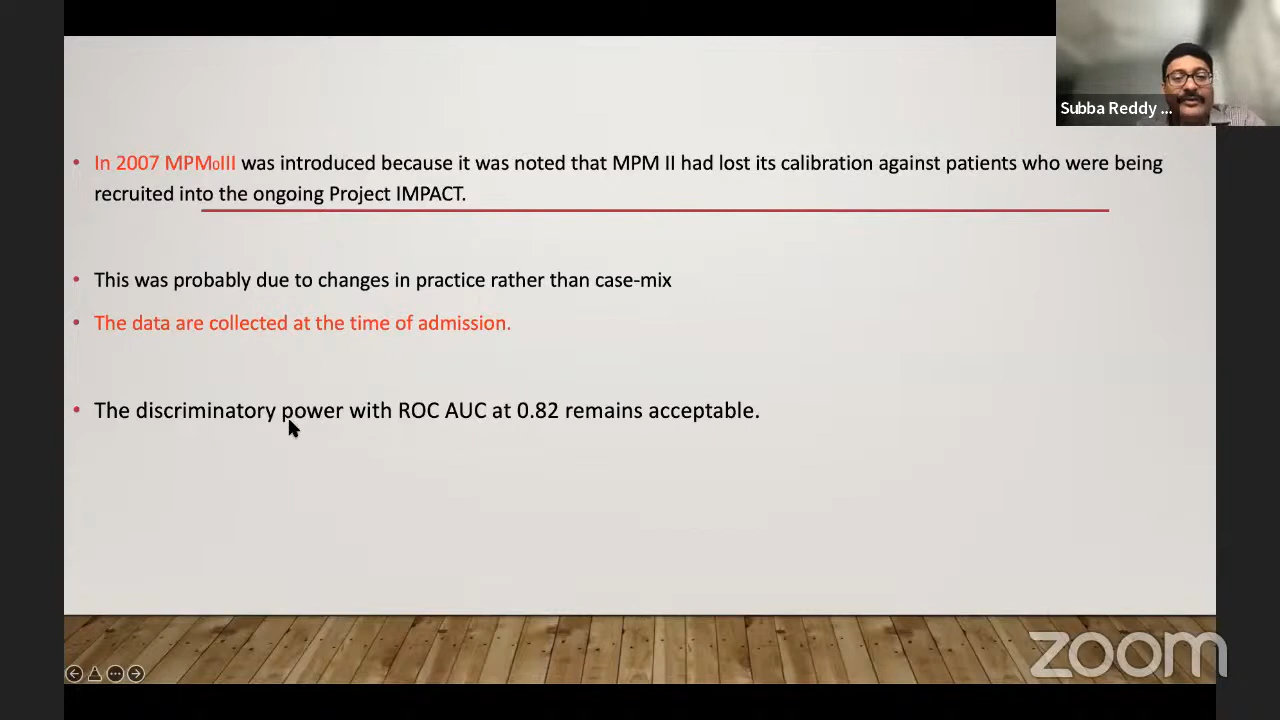 Subba Reddy ...
• In 2007 MPM₀III was introduced because it was noted that MPM II had lost its calibration against patients who were being
recruited into the ongoing Project IMPACT.
• This was probably due to changes in practice rather than case-mix
• The data are collected at the time of admission.
• The discriminatory power with ROC AUC at 0.82 remains acceptable.
zoom